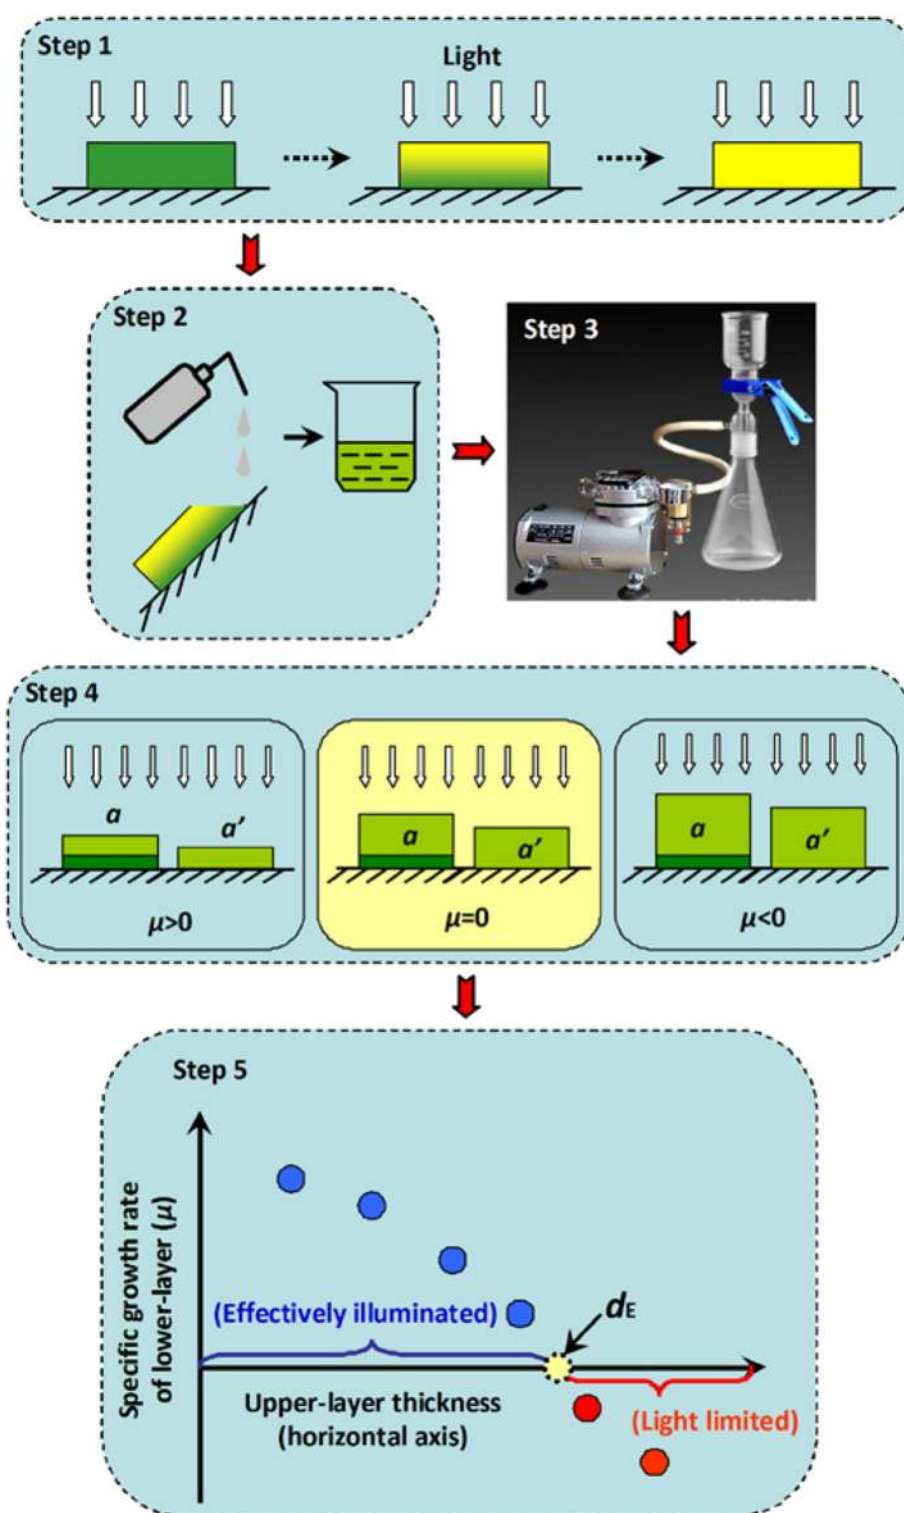 Step 1
Light
Step 2
Step 3
Step 4
a
a'
a
a'
a
a'
μ>0
μ=0
μ<0
Step 5
Specific growth rate
of lower-layer (μ)
(Effectively illuminated)
dE
Upper-layer thickness
(horizontal axis)
(Light limited)